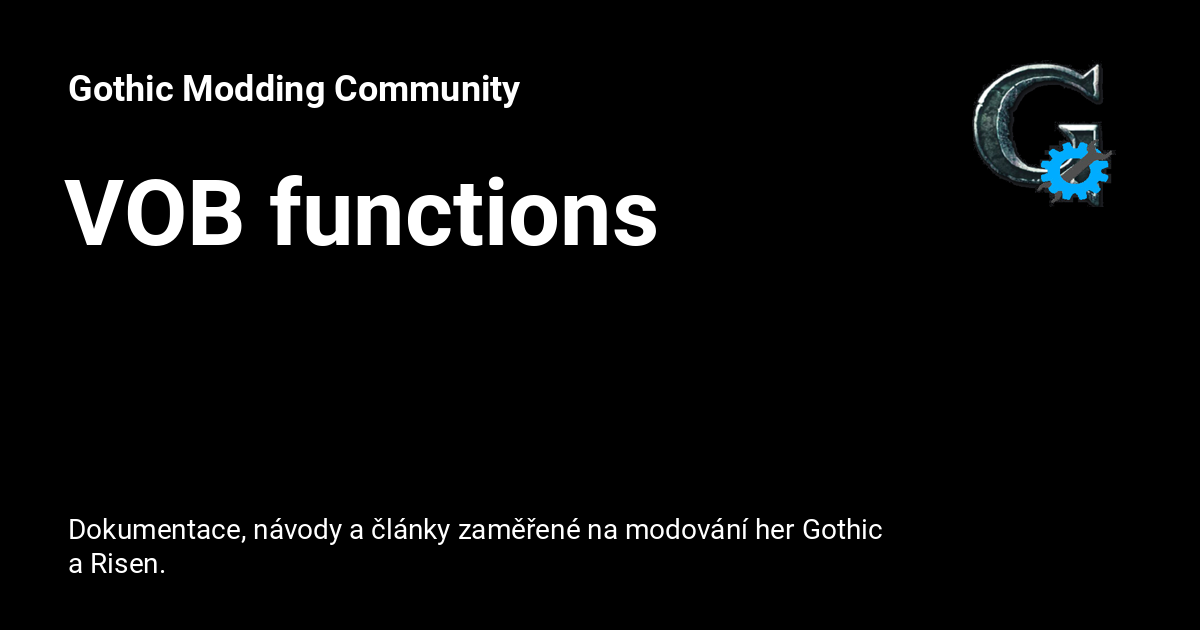 Gothic Modding Community
VOB functions
Dokumentace, návody a články zaměřené na modování her Gothic
a Risen.